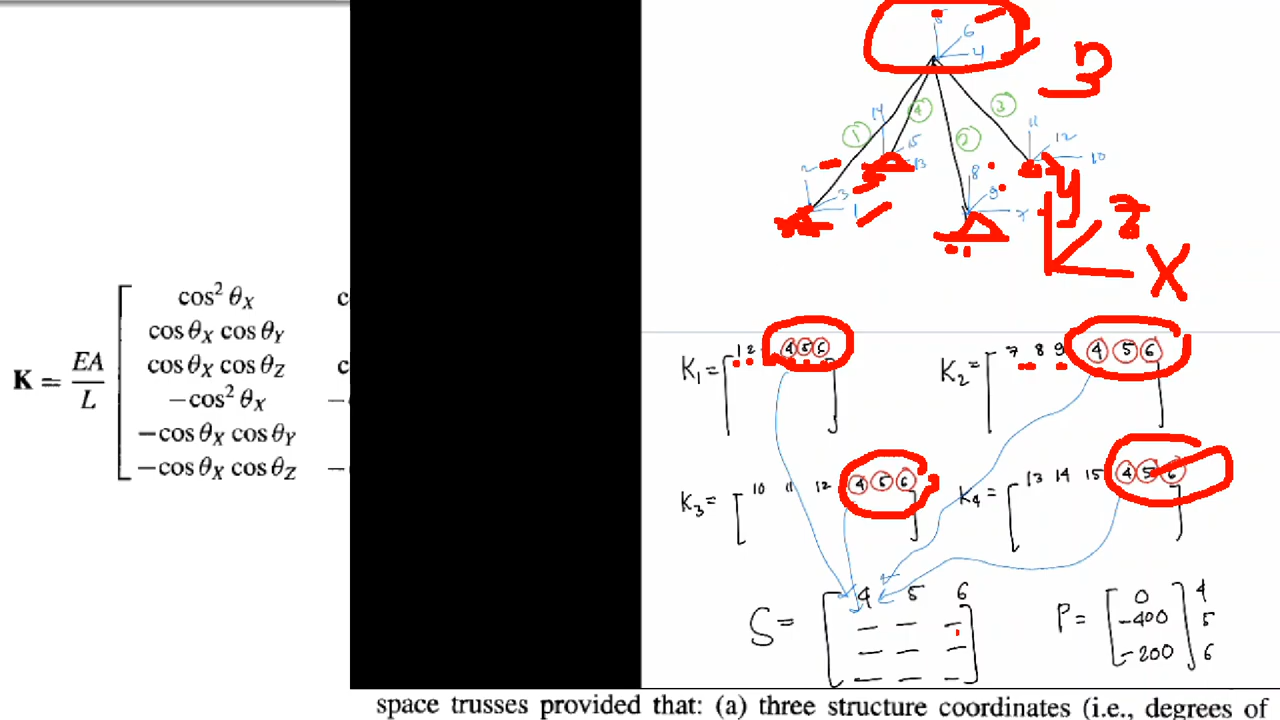 5
6
4
3
14
4
3
1
11
2
15
12
13
10
2
8
3
9
1
y
z
X
cos² θX c
cos θX cos θY
K = EA/L cos θX cos θZ c
−cos² θX −
−cos θX cos θY
−cos θX cos θZ −
1 2 4 5 6
K1 = [ ]
7 8 9 4 5 6
K2 = [ ]
10 11 12 4 5 6
K3 = [ ]
13 14 15 4 5 6
K4 = [ ]
4 5 6
S = [ — — —
— — —
— — — ]
P = [ 0 ] 4
-400 5
-200 6
space trusses provided that: (a) three structure coordinates (i.e., degrees of